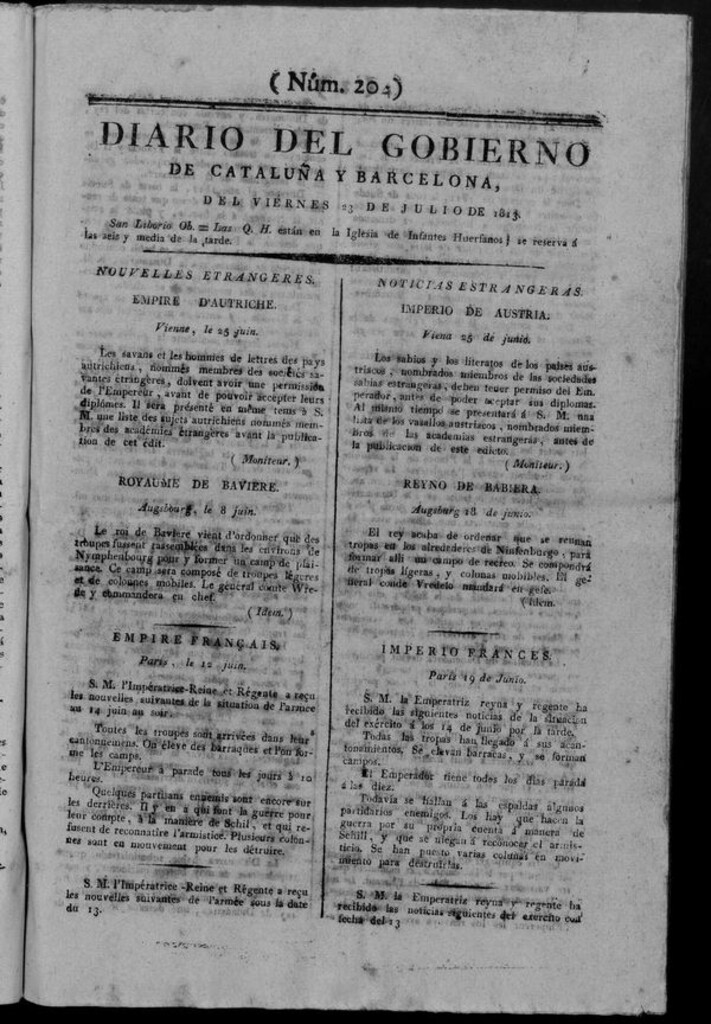 ( Núm. 204)
DIARIO DEL GOBIERNO
DE CATALUÑA Y BARCELONA,
DEL VIÉRNES 23 DE JULIO DE 1813.
San Liborio Ob. = Las Q. H. están en la Iglesia de Infantes Huerfanos; se reserva á
las seis y media de la tarde.
NOUVELLES ETRANGERES.
EMPIRE D'AUTRICHE.
Vienne, le 25 juin.
Les savans et les hommes de lettres des pays
autrichiens, nommés membres des sociétés sa-
vantes étrangères, doivent avoir une permission
de l'Empereur, avant de pouvoir accepter leurs
diplómes. Il sera présenté en même tems à S.
M. une liste des sujets autrichiens nommés mem-
bres des académies étrangères avant la publica-
tion de cet édit.
( Moniteur. )
ROYAUME DE BAVIÈRE.
Augsbourg, le 8 juin.
Le roi de Bavière vient d'ordonner que des
troupes fussent rassemblées dans les environs de
Nymphenbourg pour y former un camp de plai-
sance. Ce camp sera composé de troupes légeres
et de colonnes mobiles. Le général comte Wre-
de y commandera en chef.
( Idem. )
EMPIRE FRANÇAIS.
Paris, le 12 juin.
S. M. l'Impératrice-Reine et Régente a reçu
les nouvelles suivantes de la situation de l'armée
au 14 juin au soir.
Toutes les troupes sont arrivées dans leurs
cantonnemens. On élève des barraques et l'on for-
me les camps.
L'Empereur a parade tous les jours à 10
heures.
Quelques partisans ennemis sont encore sur
les derrières. Il y en a qui font la guerre pour
leur compte, à la manière de Schil, et qui re-
fusent de reconnaître l'armistice. Plusieurs colon-
nes sont en mouvement pour les détruire.
S. M. l'Impératrice-Reine et Régente a reçu
les nouvelles suivantes de l'armée sous la date
du 13.
NOTICIAS ESTRANGERAS.
IMPERIO DE AUSTRIA.
Viena 25 de junio.
Los sabios y los literatos de los paises aus-
triscos, nombrados miembros de las sociedades
sabias estrangeras, deben tener permiso del Em-
perador, antes de poder aceptar sus diplomas.
Al mismo tiempo se presentará á S. M. una
lista de los vasallos austriscos, nombrados miem-
bros de las academias estrangeras, antes de
la publicacion de este edicto.
( Moniteur. )
REYNO DE BABIERA.
Augsburg 18 de junio.
El rey acaba de ordenar que se reunan
tropas en los alrededores de Ninfenburgo, para
formar alli un campo de recreo. Se compondrá
de tropas ligeras, y colunas mobibles. El ge-
neral conde Vredelo mandará en gefe.
( Idem.
IMPERIO FRANCES.
Paris 19 de Junio.
S. M. la Emperatriz reyna y regente ha
recibido las siguientes noticias de la situacion
del exército á los 14 de junio por la tarde.
Todas las tropas han llegado á sus acan-
tonamientos. Se elevan barracas, y se forman
campos.
El Emperador tiene todos los dias parada
á las diez.
Todavia se hallan á las espaldas algunos
partidarios enemigos. Los hay que hacen la
guerra por su propria cuenta á manera de
Schill, y que se niegan á reconocer el armis-
ticio. Se han puesto varias colunas en movi-
miento para destruirlas.
S. M. la Emperatriz reyna y regente ha
recibido las noticias siguientes del exercito con
fecha del 13